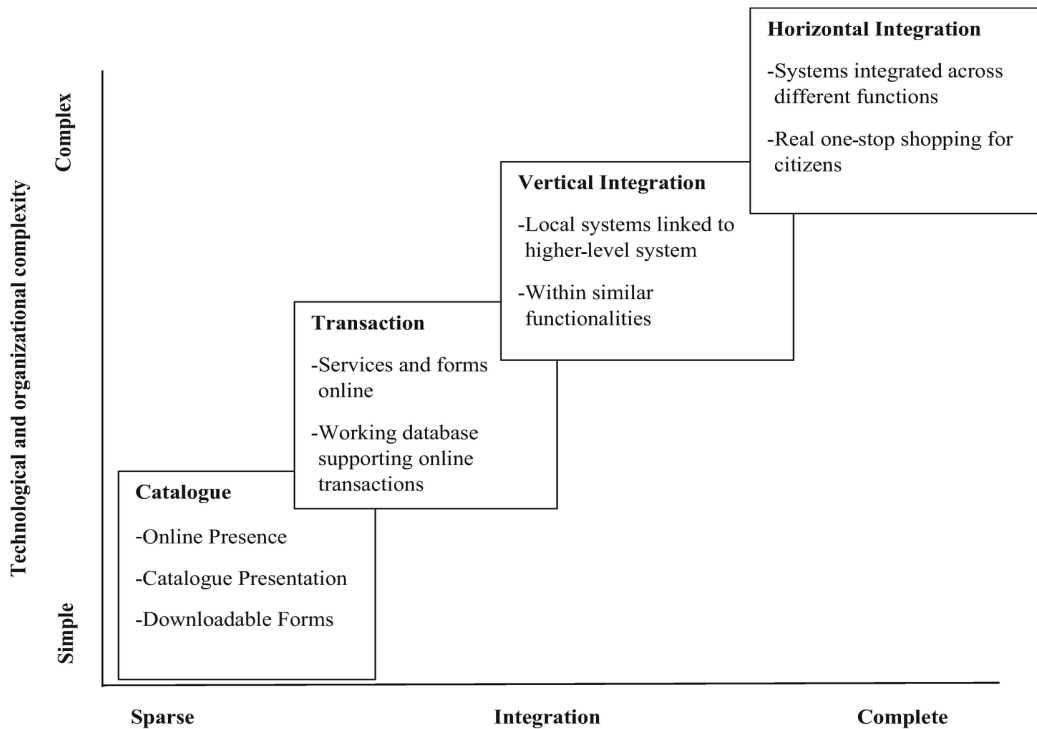 Horizontal Integration
-Systems integrated across
different functions
-Real one-stop shopping for
citizens
Vertical Integration
-Local systems linked to
higher-level system
-Within similar
functionalities
Transaction
-Services and forms
online
-Working database
supporting online
transactions
Catalogue
-Online Presence
-Catalogue Presentation
-Downloadable Forms
Technological and organizational complexity
Complex
Simple
Sparse
Integration
Complete